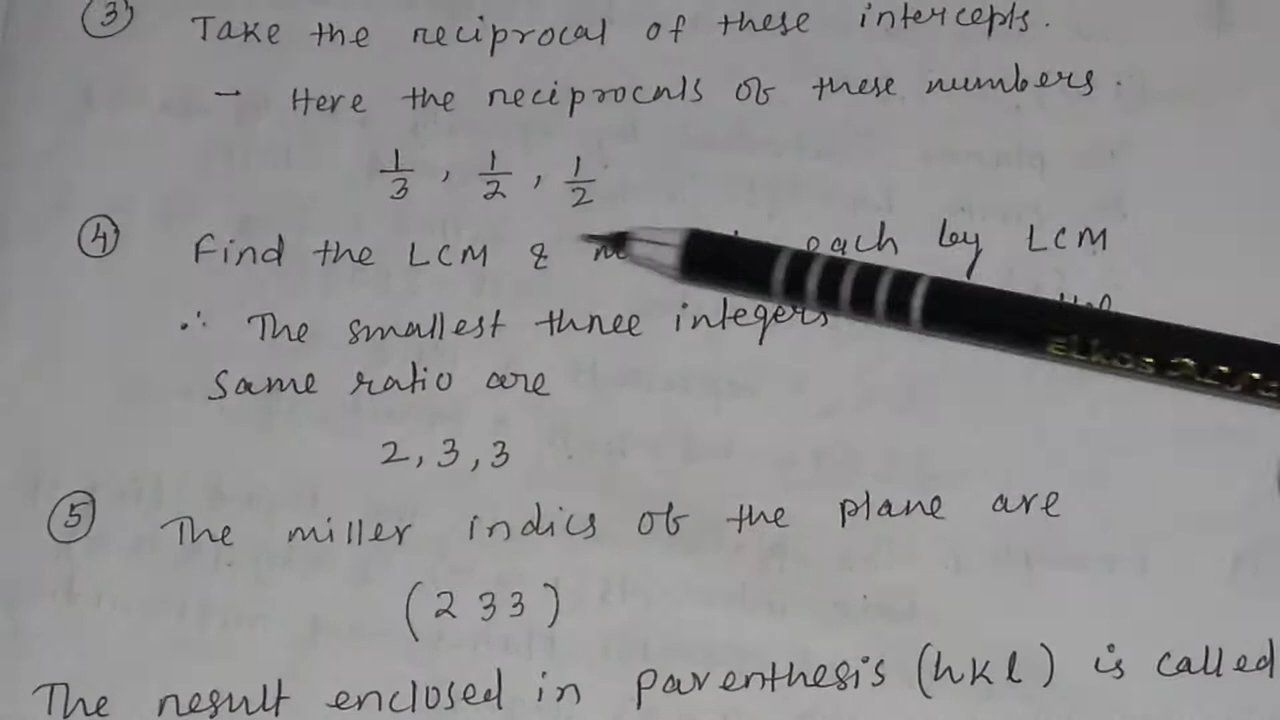 ③ Take the reciprocal of these intercepts.
→ Here the reciprocals of these numbers.
1/3, 1/2, 1/2
④ Find the LCM & each by LCM
∴ The smallest three integers
same ratio are
2, 3, 3
⑤ The miller indics of the plane are
(2 3 3)
The result enclosed in parenthesis (h k l) is called